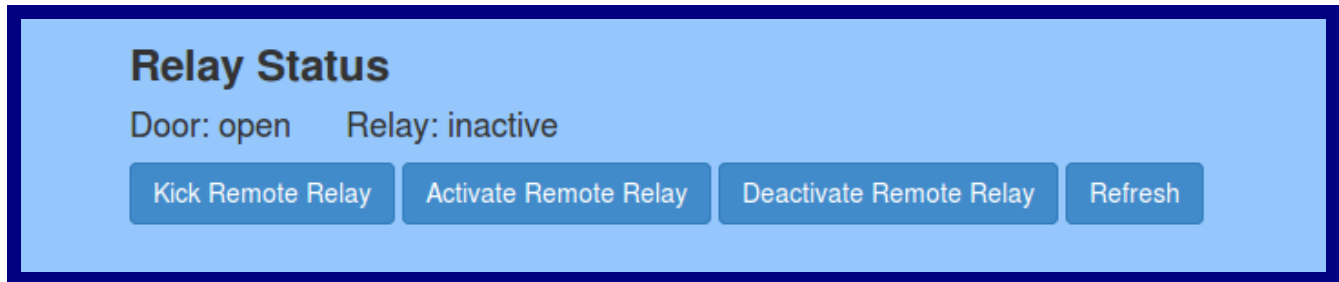 Relay Status
Door: open Relay: inactive
Kick Remote Relay Activate Remote Relay Deactivate Remote Relay Refresh